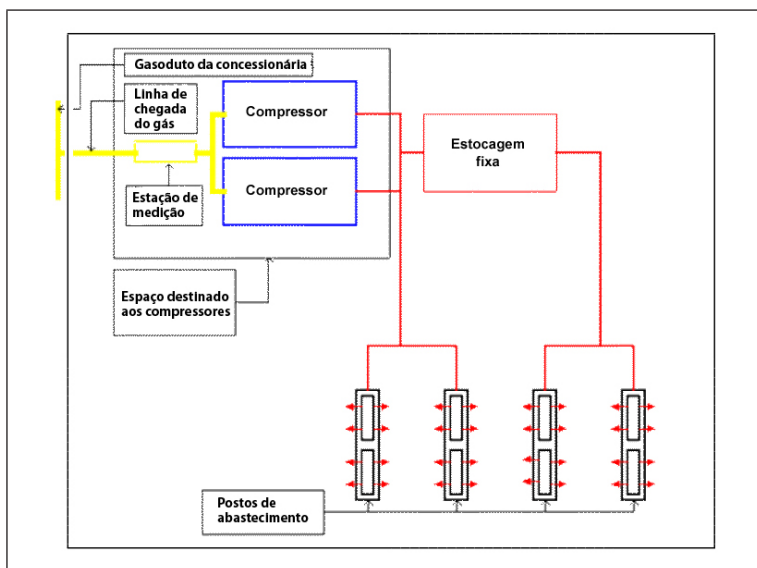 Gasoduto da concessionária
Linha de
chegada
do gás
Compressor
Estocagem
fixa
Compressor
Estação de
medição
Espaço destinado
aos compressores
Postos de
abastecimento